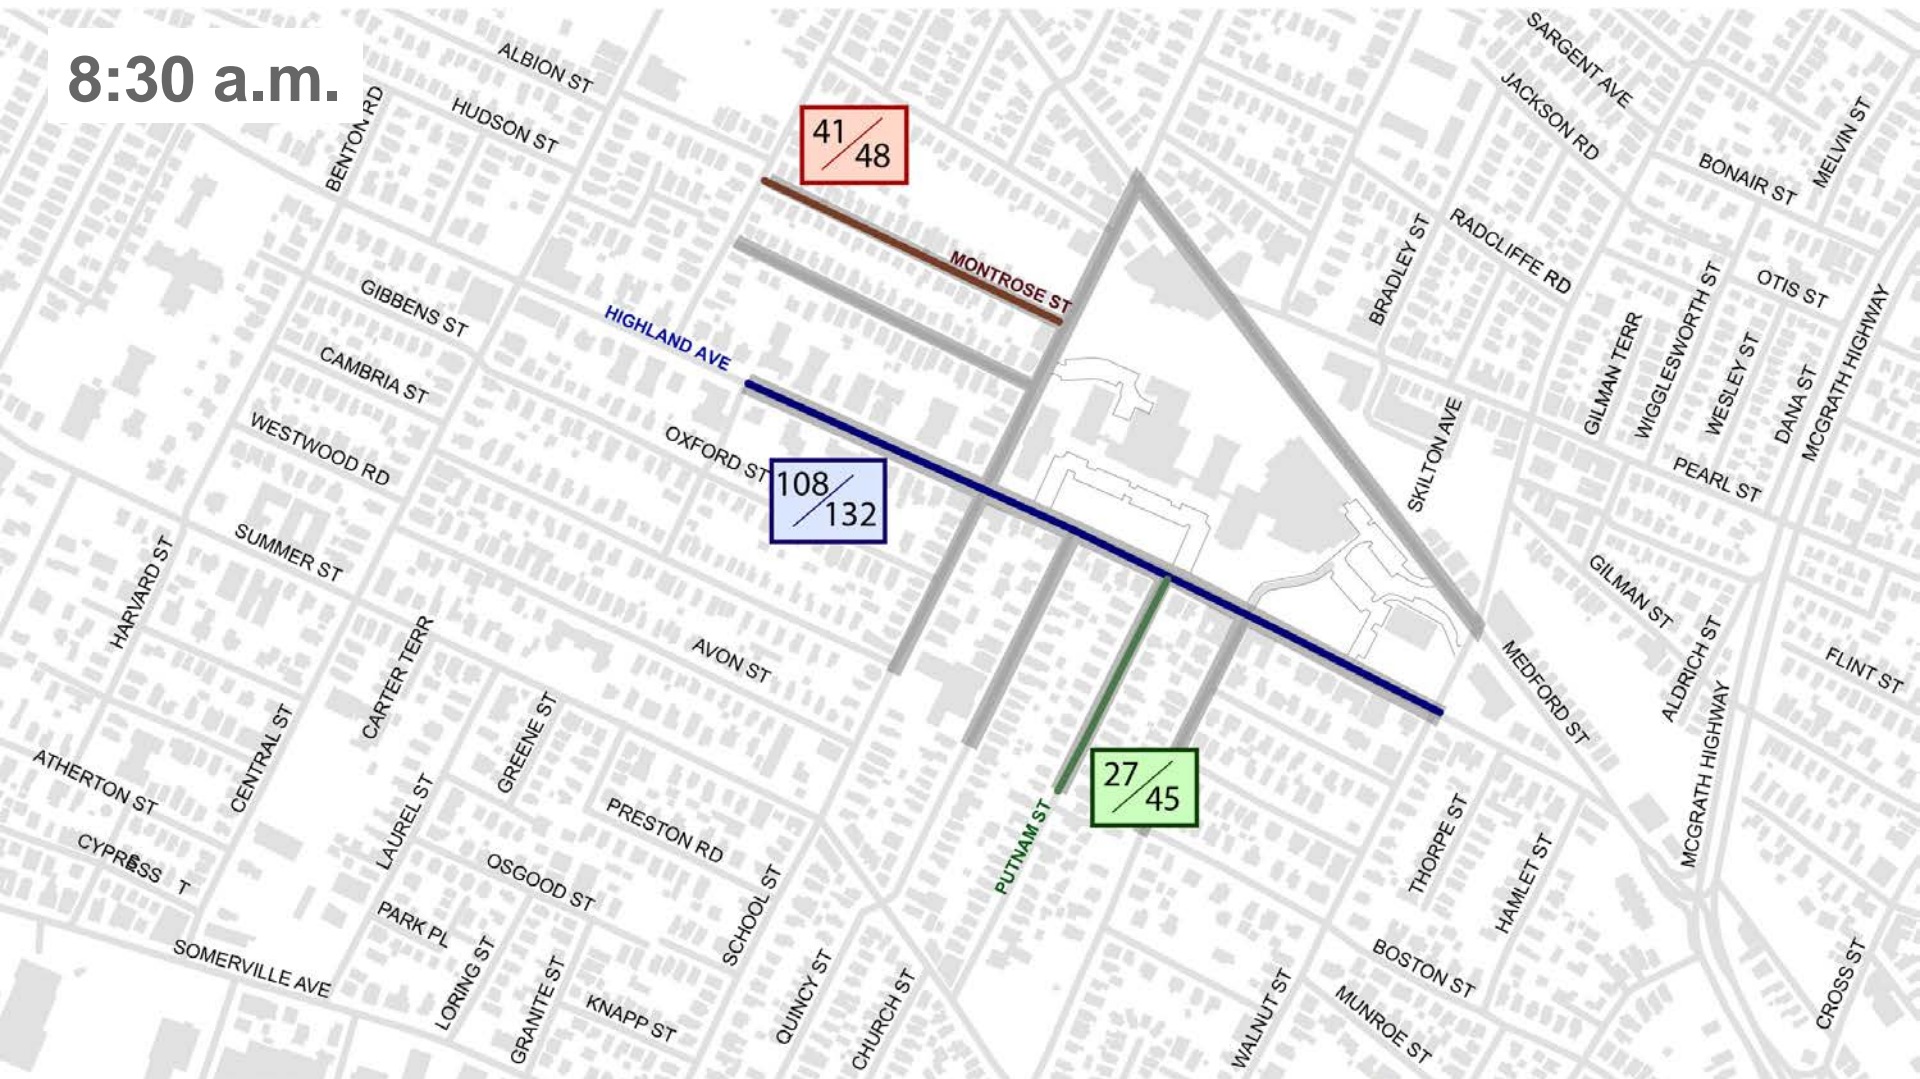 8:30 a.m.
ALBION ST
SARGENT AVE
JACKSON RD
HUDSON ST
BENTON RD
MELVIN ST
41/48
BONAIR ST
RADCLIFFE RD
BRADLEY ST
MONTROSE ST
OTIS ST
WIGGLESWORTH ST
GIBBENS ST
HIGHLAND AVE
MCGRATH HIGHWAY
GILMAN TERR
WESLEY ST
DANA ST
CAMBRIA ST
SKILTON AVE
WESTWOOD RD
OXFORD ST
PEARL ST
108/132
SUMMER ST
HARVARD ST
GILMAN ST
CARTER TERR
AVON ST
MEDFORD ST
ALDRICH ST
FLINT ST
GREENE ST
CENTRAL ST
MCGRATH HIGHWAY
ATHERTON ST
27/45
LAUREL ST
PRESTON RD
PUTNAM ST
THORPE ST
CYPRESS ST
OSGOOD ST
SCHOOL ST
HAMLET ST
PARK PL
SOMERVILLE AVE
LORING ST
GRANITE ST
KNAPP ST
QUINCY ST
CHURCH ST
WALNUT ST
BOSTON ST
MUNROE ST
CROSS ST